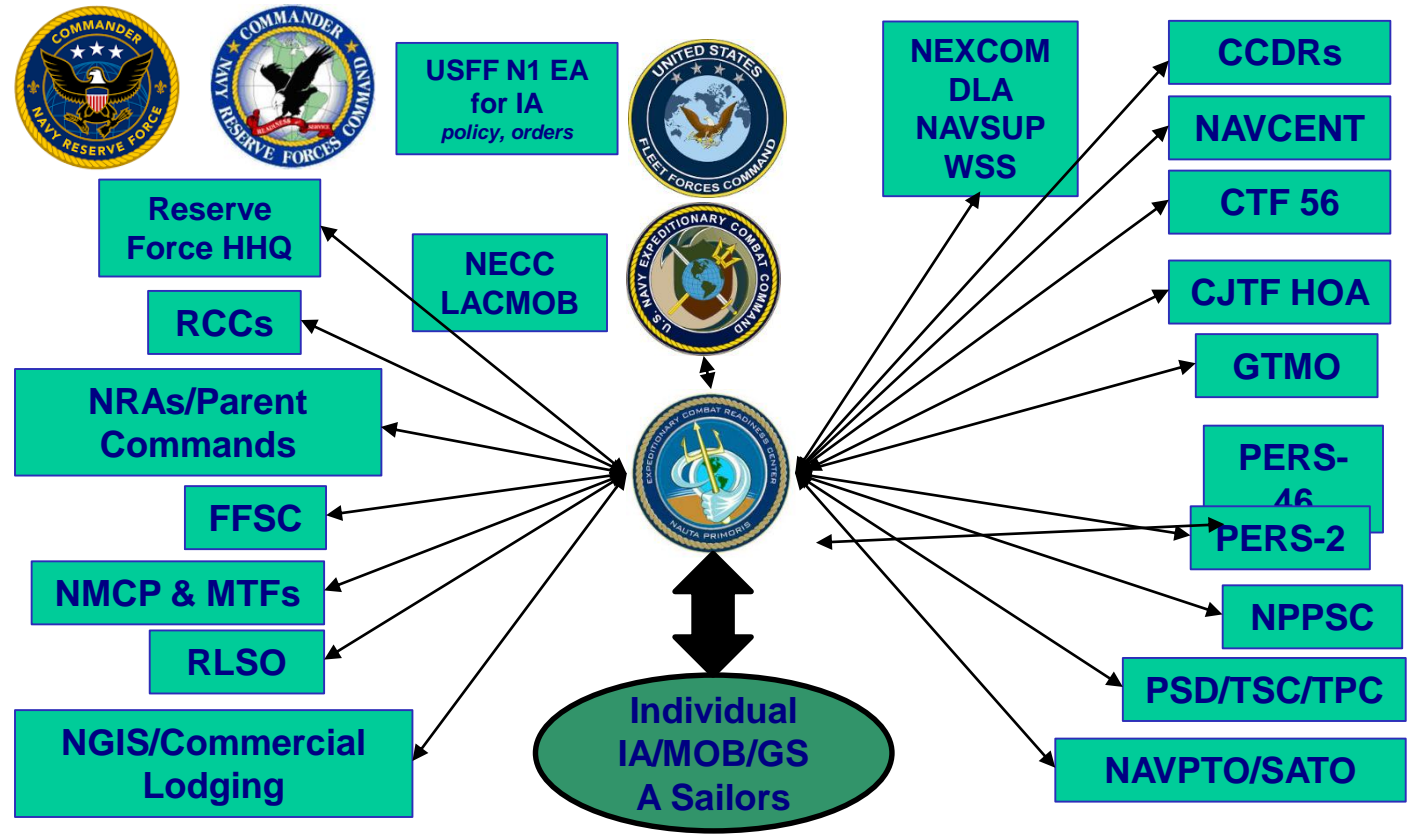 COMMANDER
NAVY RESERVE FORCE
COMMANDER
NAVY RESERVE FORCES COMMAND
READINESS
SERVICE
USFF N1 EA
for IA
policy, orders
UNITED STATES
FLEET FORCES COMMAND
NEXCOM
DLA
NAVSUP
WSS
CCDRs
NAVCENT
CTF 56
CJTF HOA
GTMO
PERS-
46
PERS-2
NPPSC
PSD/TSC/TPC
NAVPTO/SATO
Reserve
Force HHQ
RCCs
NRAs/Parent
Commands
FFSC
NMCP & MTFs
RLSO
NGIS/Commercial
Lodging
NECC
LACMOB
U.S. NAVY EXPEDITIONARY COMBAT COMMAND
EXPEDITIONARY COMBAT READINESS CENTER
NAUTA PRIMORIS
Individual
IA/MOB/GS
A Sailors